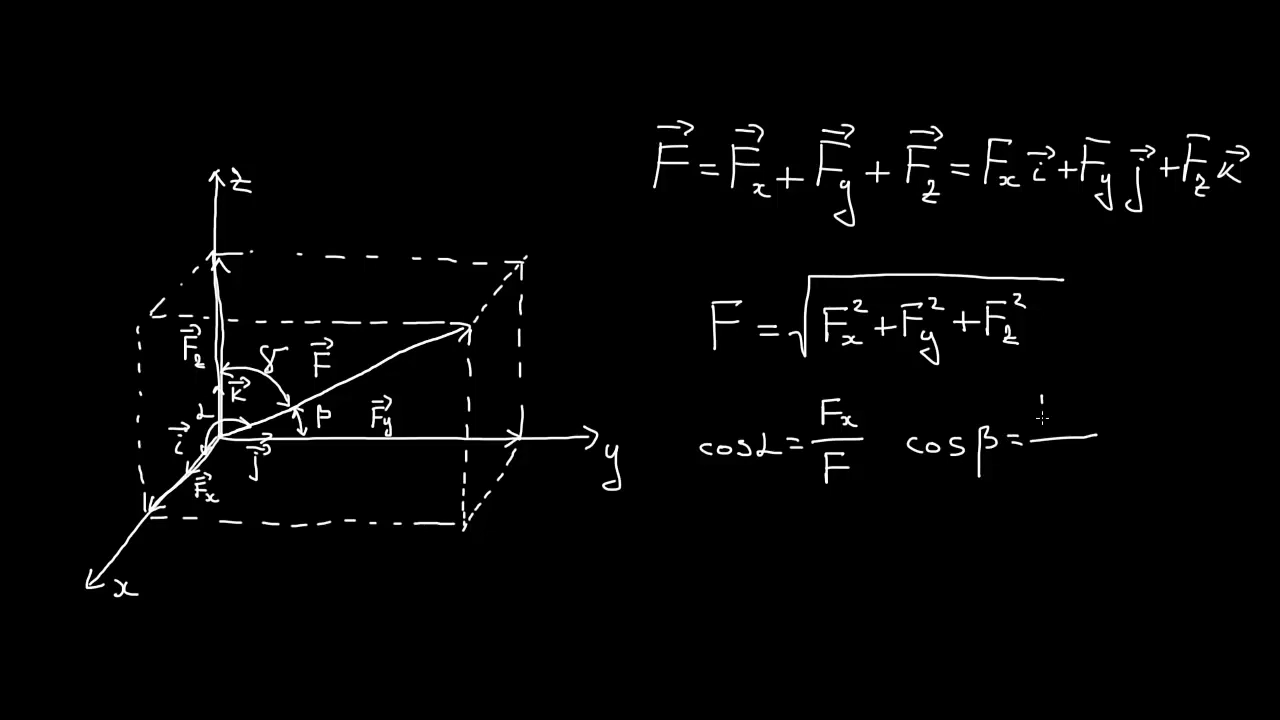 z
F⃗ = F⃗x + F⃗y + F⃗z = Fx i⃗ + Fy j⃗ + Fz k⃗
F = √(Fx² + Fy² + Fz²)
F⃗z γ F⃗
k⃗
α β F⃗y
i⃗ j⃗
F⃗x
y
x
cos α = Fx/F cos β =